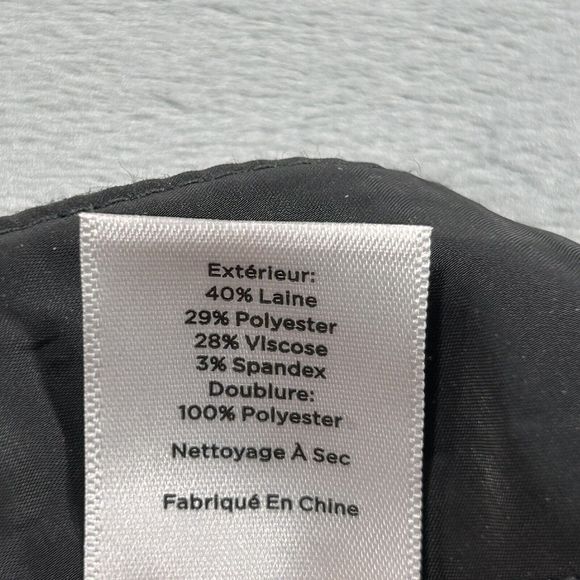 Extérieur:
40% Laine
29% Polyester
28% Viscose
3% Spandex
Doublure:
100% Polyester
Nettoyage À Sec
Fabriqué En Chine